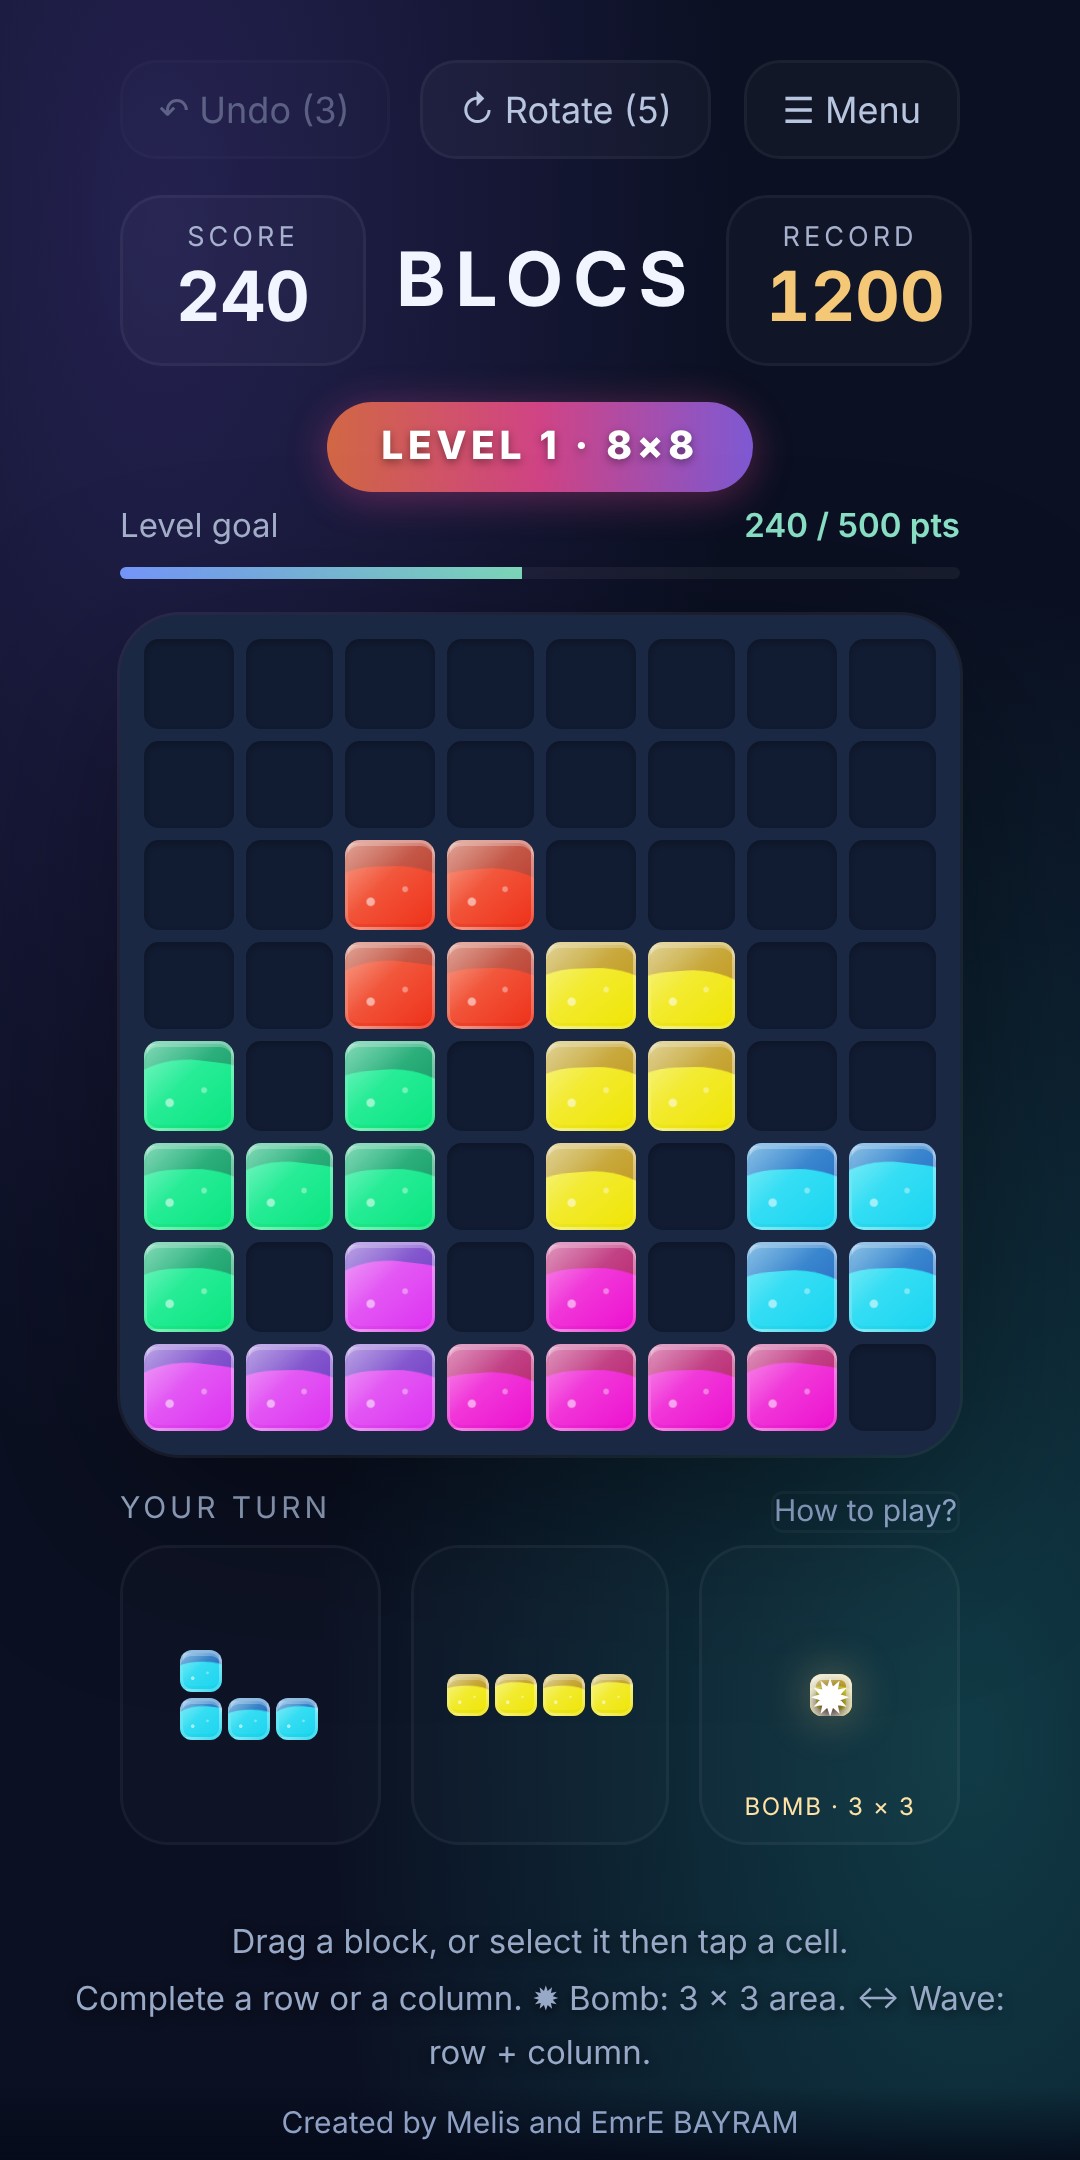 ↶ Undo (3)
↻ Rotate (5)
☰ Menu
SCORE
240
BLOCS
RECORD
1200
LEVEL 1 · 8×8
Level goal
240 / 500 pts
YOUR TURN
How to play?
BOMB · 3 × 3
Drag a block, or select it then tap a cell.
Complete a row or a column. ✹ Bomb: 3 × 3 area. ↔ Wave:
row + column.
Created by Melis and EmrE BAYRAM